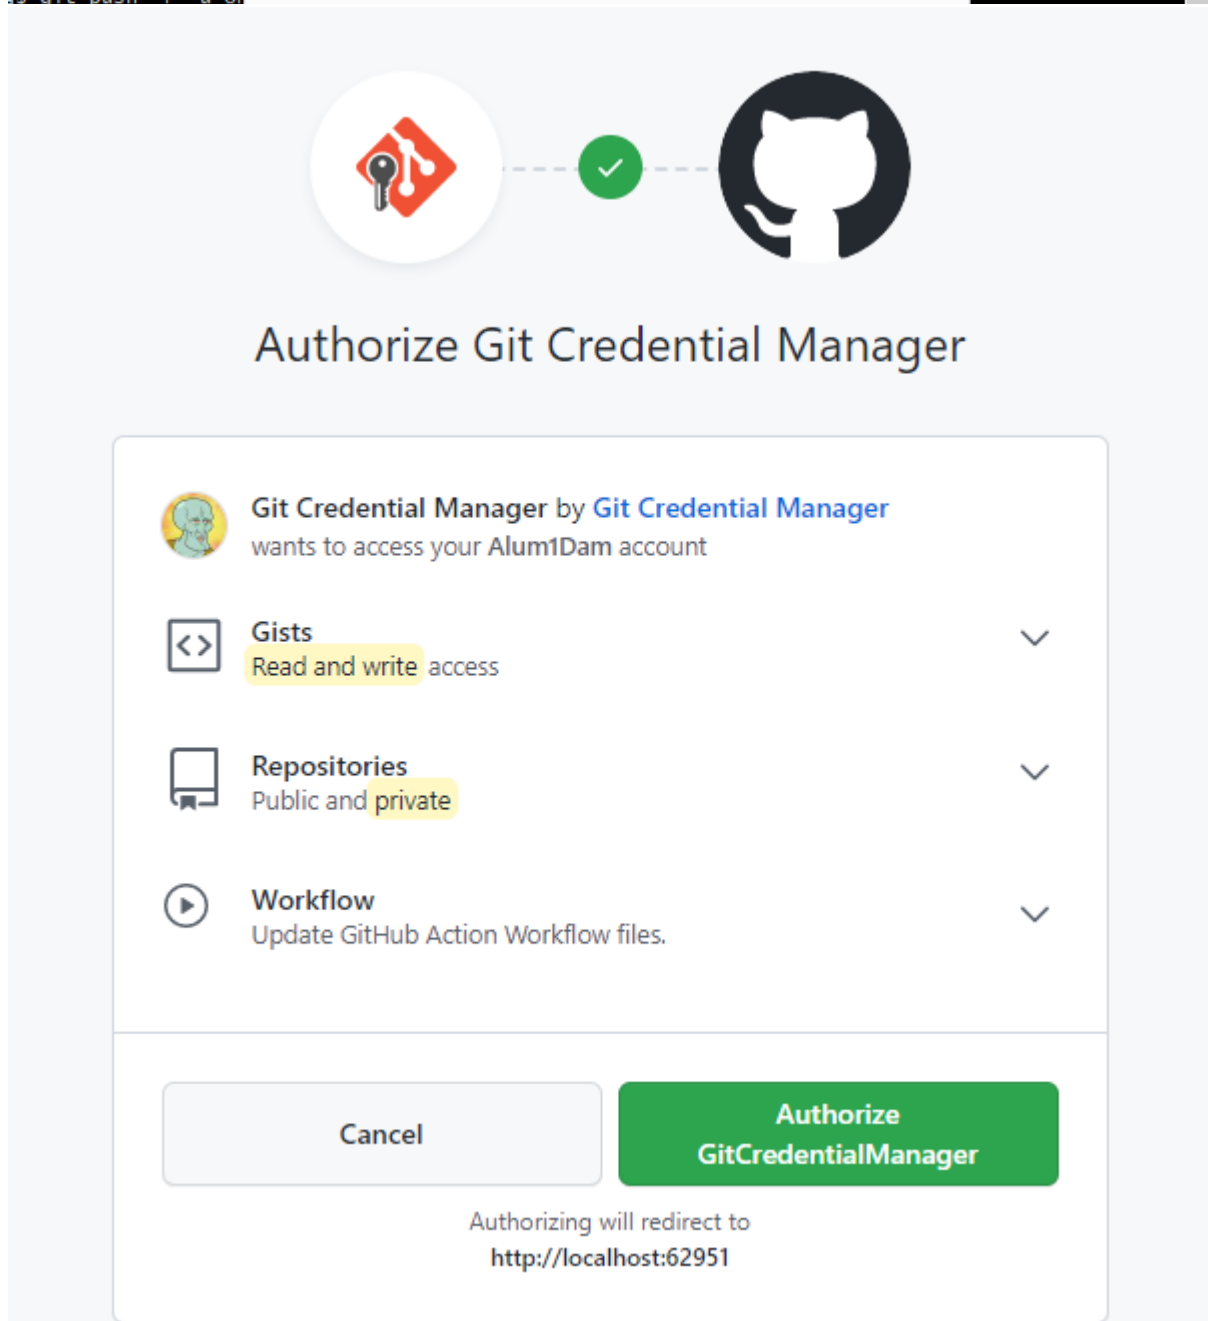 Authorize Git Credential Manager
Git Credential Manager by Git Credential Manager
wants to access your Alum1Dam account
Gists
Read and write access
Repositories
Public and private
Workflow
Update GitHub Action Workflow files.
Cancel
Authorize
GitCredentialManager
Authorizing will redirect to
http://localhost:62951